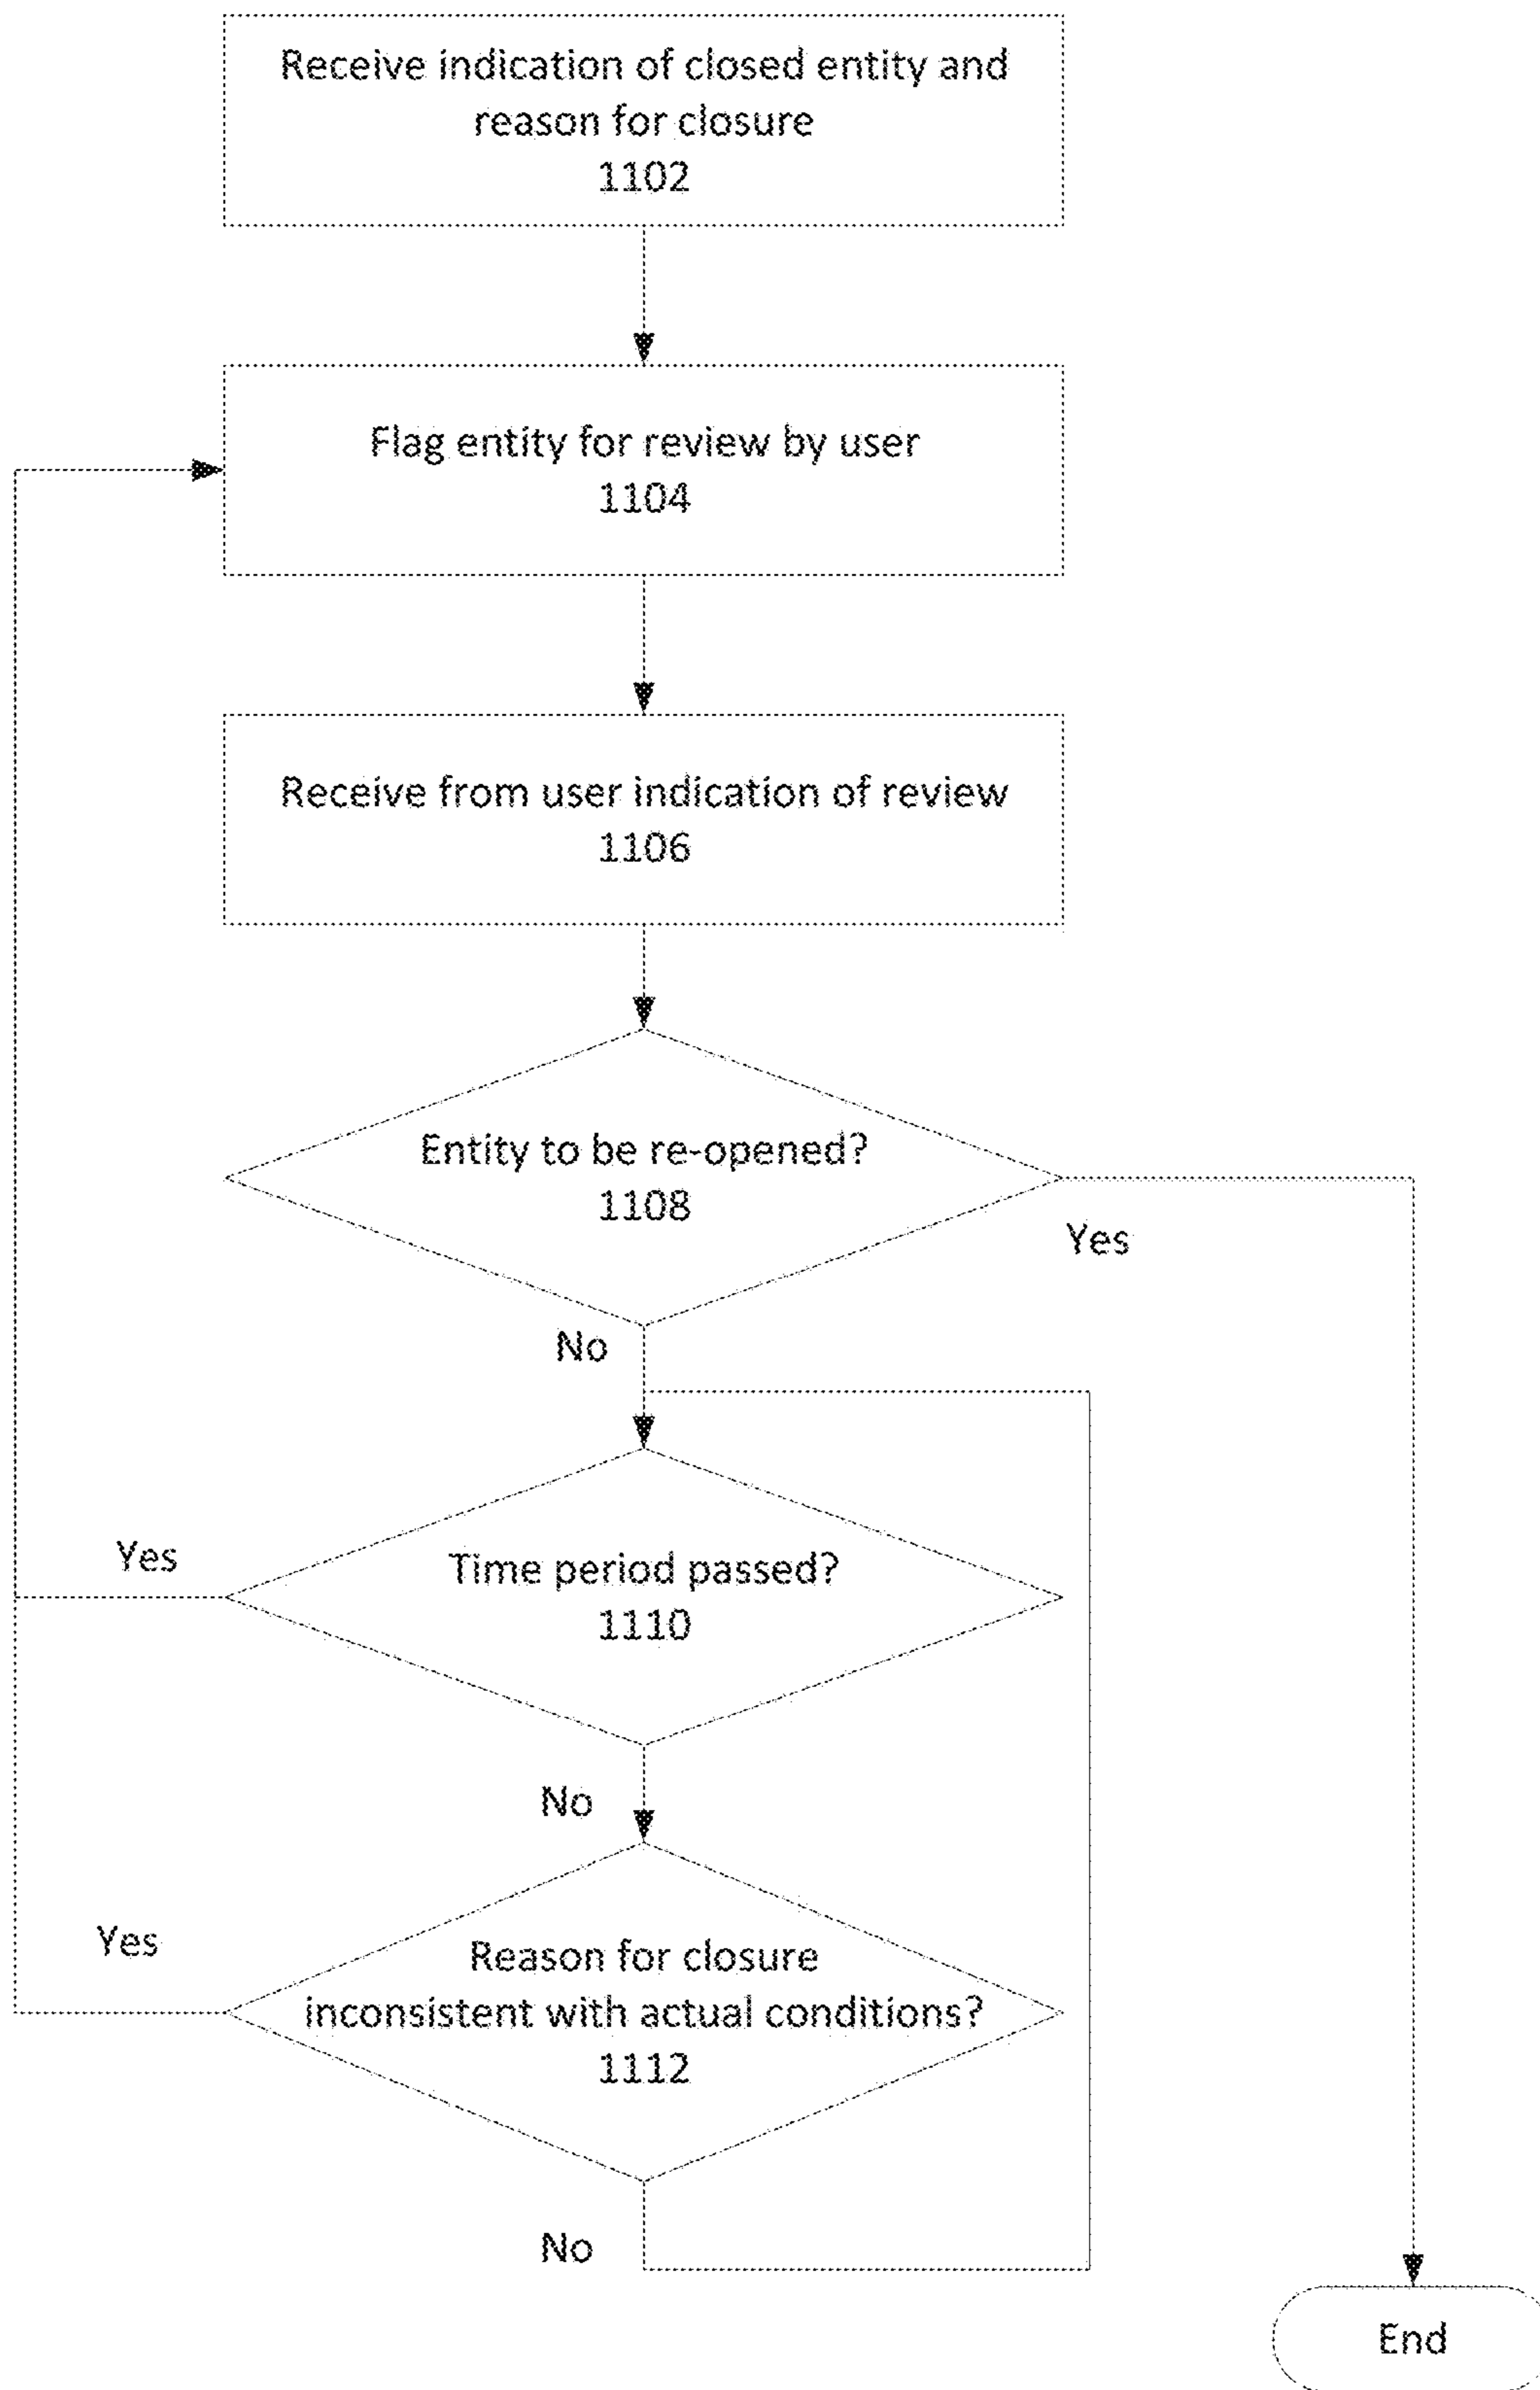 Receive indication of closed entity and
reason for closure
1102
Flag entity for review by user
1104
Receive from user indication of review
1106
Entity to be re-opened?
1108
Yes
No
Yes
Time period passed?
1110
No
Yes
Reason for closure
inconsistent with actual conditions?
1112
No
End